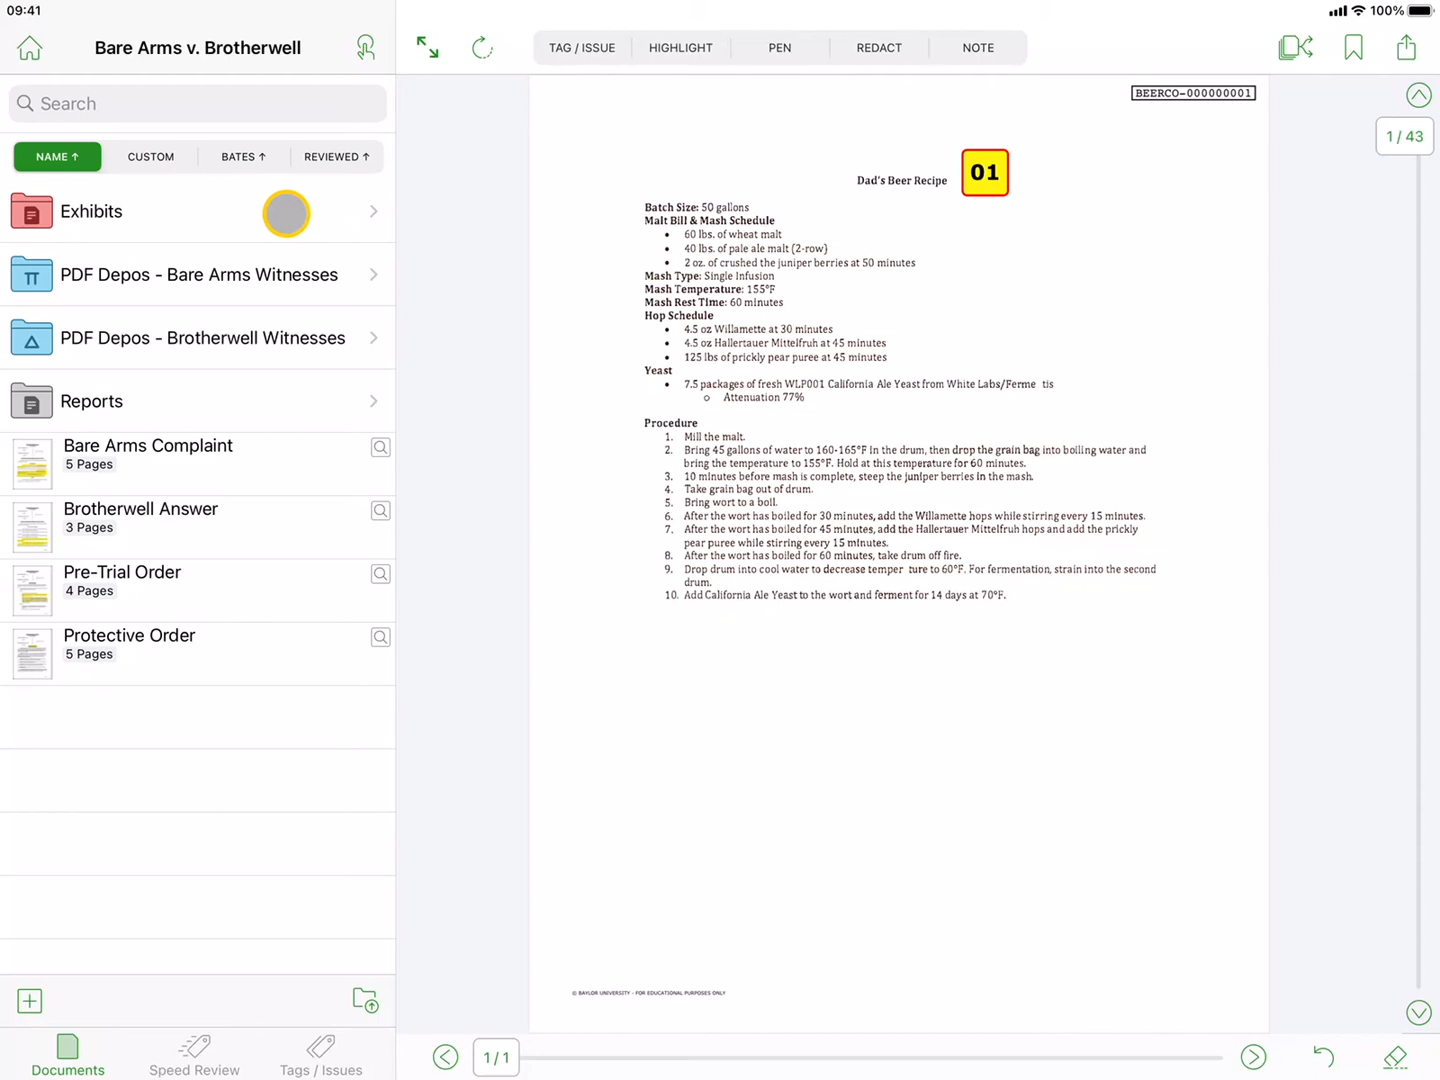 09:41
100%
Bare Arms v. Brotherwell
TAG / ISSUE
HIGHLIGHT
PEN
REDACT
NOTE
Search
NAME ↑
CUSTOM
BATES ↑
REVIEWED ↑
Exhibits
PDF Depos - Bare Arms Witnesses
PDF Depos - Brotherwell Witnesses
Reports
Bare Arms Complaint
5 Pages
Brotherwell Answer
3 Pages
Pre-Trial Order
4 Pages
Protective Order
5 Pages
Documents
Speed Review
Tags / Issues
BEERCO-000000001
1 / 43
Dad's Beer Recipe
01
Batch Size: 50 gallons
Malt Bill & Mash Schedule
• 60 lbs. of wheat malt
• 40 lbs. of pale ale malt (2-row)
• 2 oz. of crushed the juniper berries at 50 minutes
Mash Type: Single Infusion
Mash Temperature: 155°F
Mash Rest Time: 60 minutes
Hop Schedule
• 4.5 oz Willamette at 30 minutes
• 4.5 oz Hallertauer Mittelfruh at 45 minutes
• 125 lbs of prickly pear puree at 45 minutes
Yeast
• 7.5 packages of fresh WLP001 California Ale Yeast from White Labs/Ferme tis
o Attenuation 77%
Procedure
1. Mill the malt.
2. Bring 45 gallons of water to 160-165°F in the drum, then drop the grain bag into boiling water and
bring the temperature to 155°F. Hold at this temperature for 60 minutes.
3. 10 minutes before mash is complete, steep the juniper berries in the mash.
4. Take grain bag out of drum.
5. Bring wort to a boil.
6. After the wort has boiled for 30 minutes, add the Willamette hops while stirring every 15 minutes.
7. After the wort has boiled for 45 minutes, add the Hallertauer Mittelfruh hops and add the prickly
pear puree while stirring every 15 minutes.
8. After the wort has boiled for 60 minutes, take drum off fire.
9. Drop drum into cool water to decrease temper ture to 60°F. For fermentation, strain into the second
drum.
10. Add California Ale Yeast to the wort and ferment for 14 days at 70°F.
© BAYLOR UNIVERSITY - FOR EDUCATIONAL PURPOSES ONLY
1 / 1